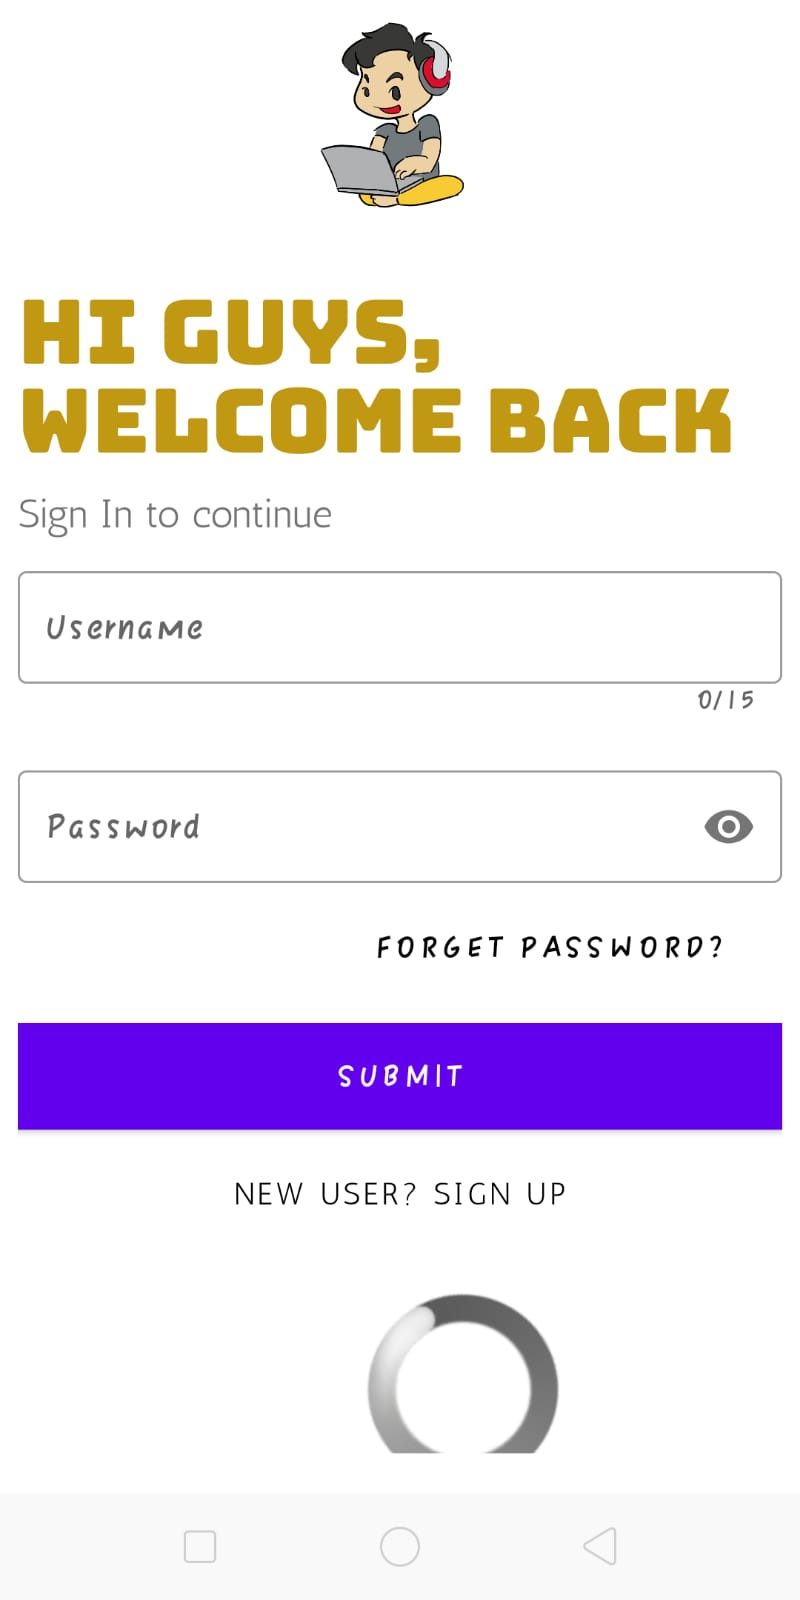 HI GUYS,
WELCOME BACK
Sign In to continue
Username
0/15
Password
FORGET PASSWORD?
SUBMIT
NEW USER? SIGN UP